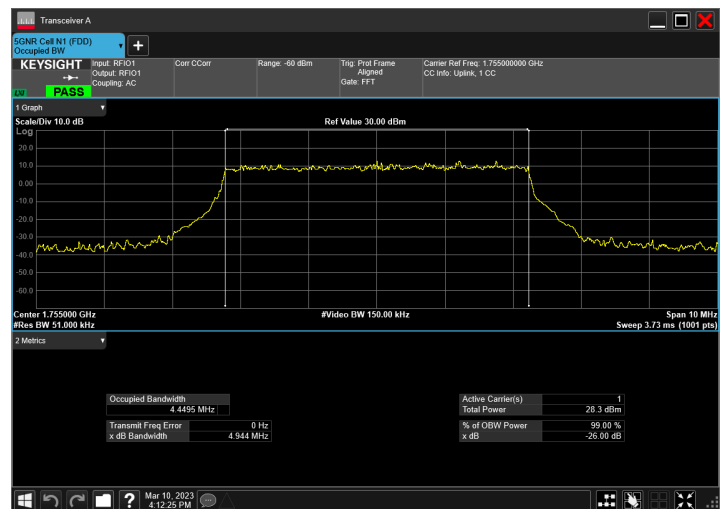 Transceiver A
5GNR Cell N1 (FDD)
Occupied BW
KEYSIGHT
LXI
PASS
Input: RFIO1
Output: RFIO1
Coupling: AC
Corr CCorr
Range: -60 dBm
Trig: Prot Frame
Aligned
Gate: FFT
Carrier Ref Freq: 1.755000000 GHz
CC Info: Uplink, 1 CC
1 Graph
Scale/Div 10.0 dB
Ref Value 30.00 dBm
Log
20.0
10.0
0.00
-10.0
-20.0
-30.0
-40.0
-50.0
-60.0
Center 1.755000 GHz
#Video BW 150.00 kHz
Span 10 MHz
#Res BW 51.000 kHz
Sweep 3.73 ms (1001 pts)
2 Metrics
Occupied Bandwidth
4.4495 MHz
Transmit Freq Error 0 Hz
x dB Bandwidth 4.944 MHz
Active Carrier(s) 1
Total Power 28.3 dBm
% of OBW Power 99.00 %
x dB -26.00 dB
Mar 10, 2023
4:12:25 PM